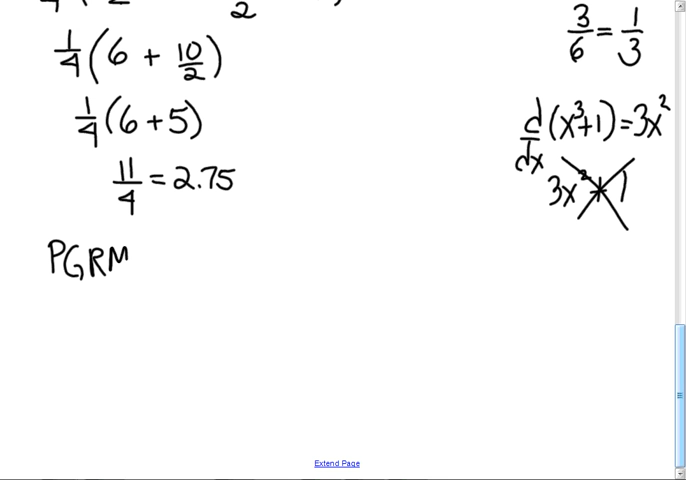 1/4 (6 + 10/2)
1/4 (6 + 5)
11/4 = 2.75
PGRM
3/6 = 1/3
d/dx (x³+1) = 3x²
3x² + 1
Extend Page